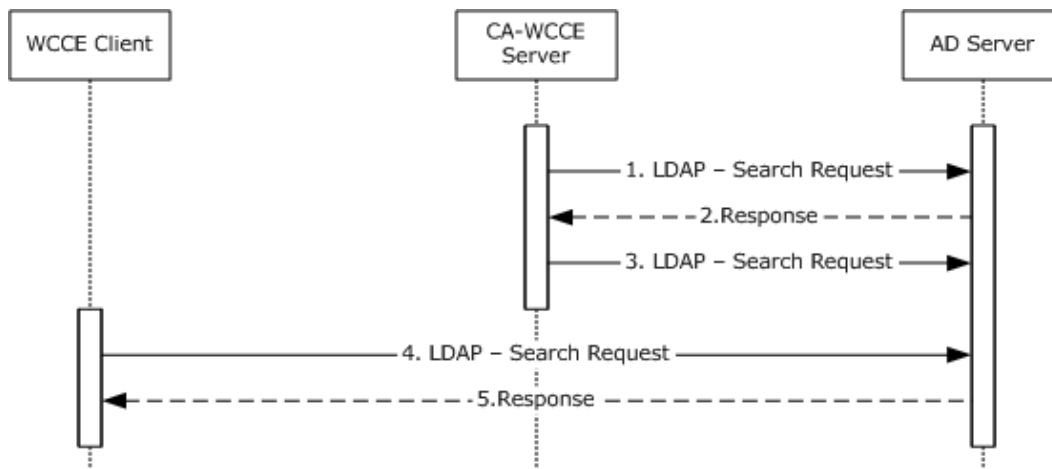 WCCE Client
CA-WCCE
Server
AD Server
1. LDAP – Search Request
2.Response
3. LDAP – Search Request
4. LDAP – Search Request
5.Response